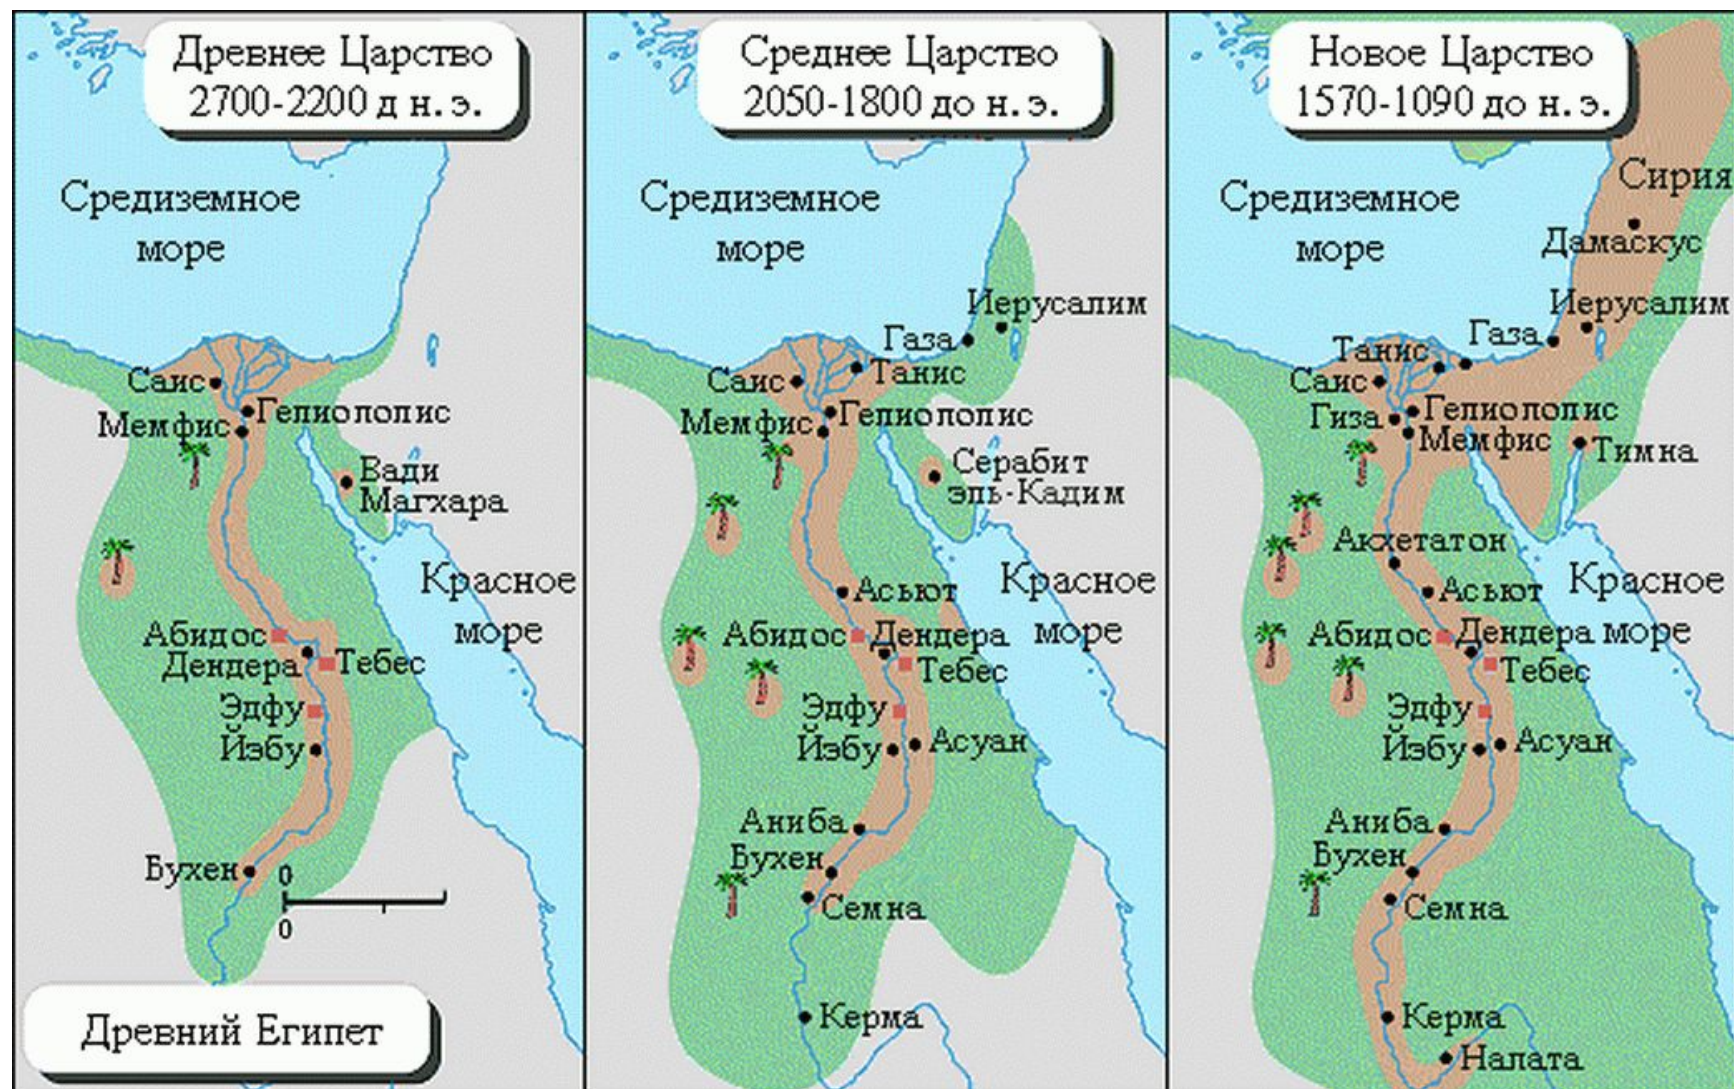 Древнее Царство
2700-2200 д н. э.
Средиземное
море
Саис
Гелиополис
Мемфис
Вади
Магхара
Красное
море
Абидос
Дендера
Тебес
Эдфу
Йэбу
Бухен
0
0
Древний Египет
Среднее Царство
2050-1800 до н. э.
Средиземное
море
Иерусалим
Газа
Саис
Танис
Гелиополис
Мемфис
Серабит
эль-Кадим
Красное
море
Асьют
Абидос
Дендера
Тебес
Эдфу
Йэбу
Асуан
Аниба
Бухен
Семна
Керма
Новое Царство
1570-1090 до н. э.
Сирия
Средиземное
море
Дамаскус
Иерусалим
Газа
Танис
Саис
Гелиополис
Гиза
Мемфис
Тимна
Акхетатон
Красное
море
Асьют
Абидос
Дендера
Тебес
Эдфу
Йэбу
Асуан
Аниба
Бухен
Семна
Керма
Напата